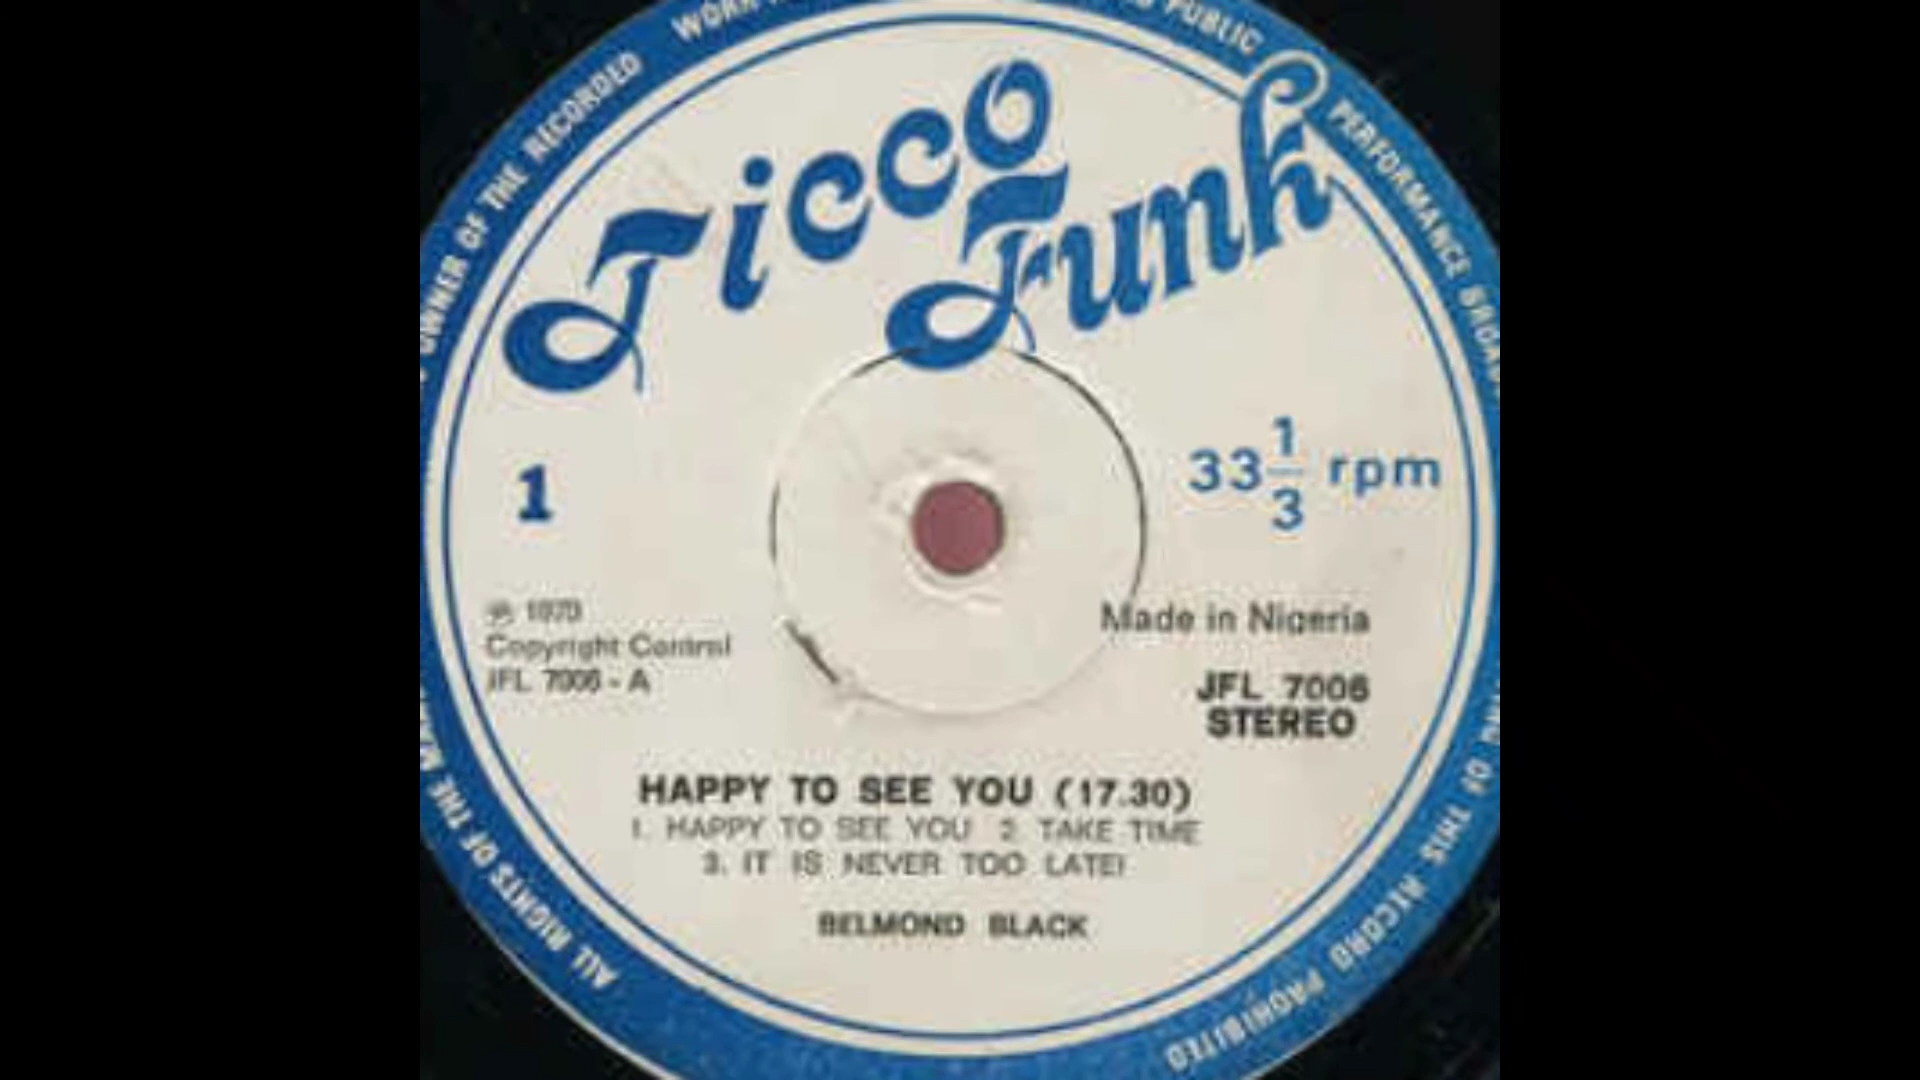 OWNER OF THE RECORDED WORK
PUBLIC PERFORMANCE
OF THIS RECORD PROHIBITED
ALL RIGHTS OF THE
Ticco
Funk
1
33 1/3 rpm
Copyright Control
JFL 7006 - A
Made in Nigeria
JFL 7006
STEREO
HAPPY TO SEE YOU (17.30)
1. HAPPY TO SEE YOU 2. TAKE TIME
3. IT IS NEVER TOO LATE!
BELMOND BLACK